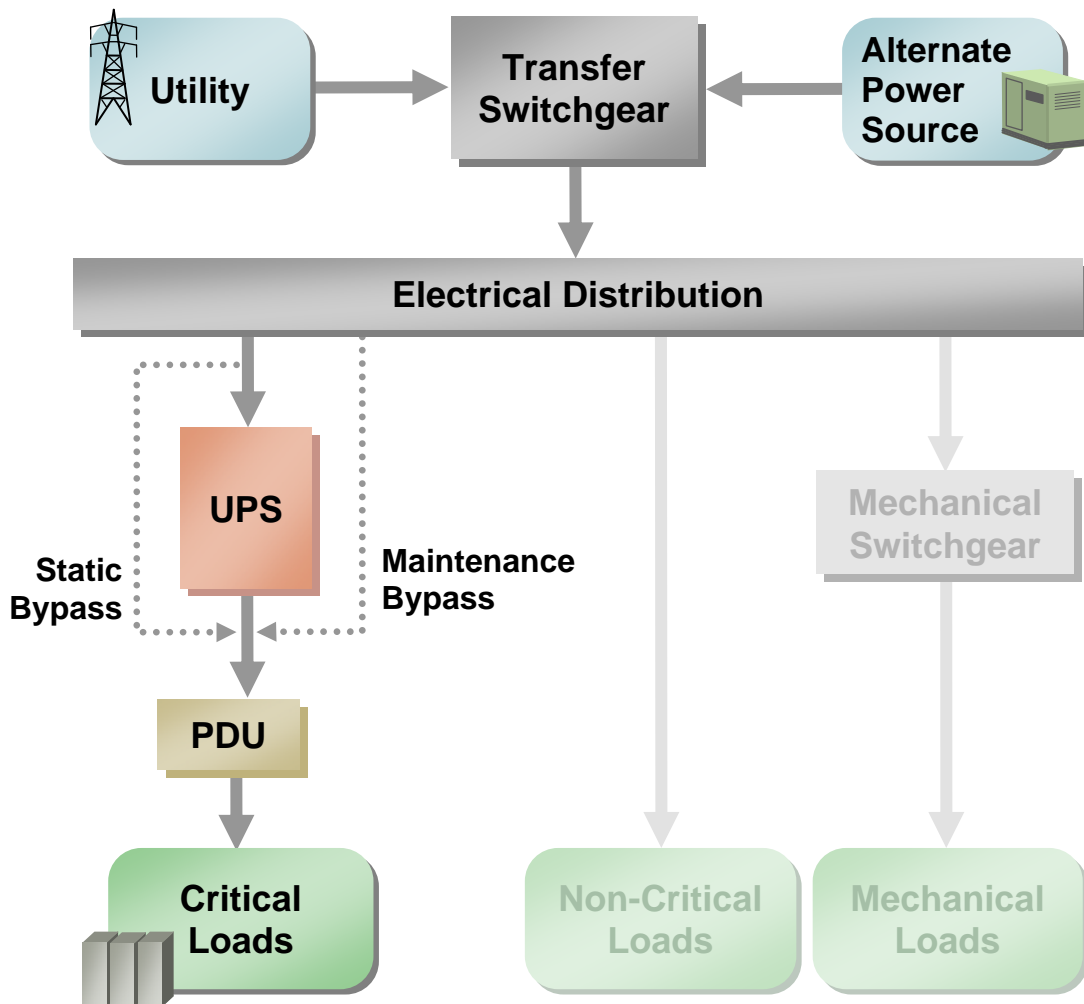 Utility
Transfer
Switchgear
Alternate
Power
Source
Electrical Distribution
UPS
Static
Bypass
Maintenance
Bypass
Mechanical
Switchgear
PDU
Critical
Loads
Non-Critical
Loads
Mechanical
Loads